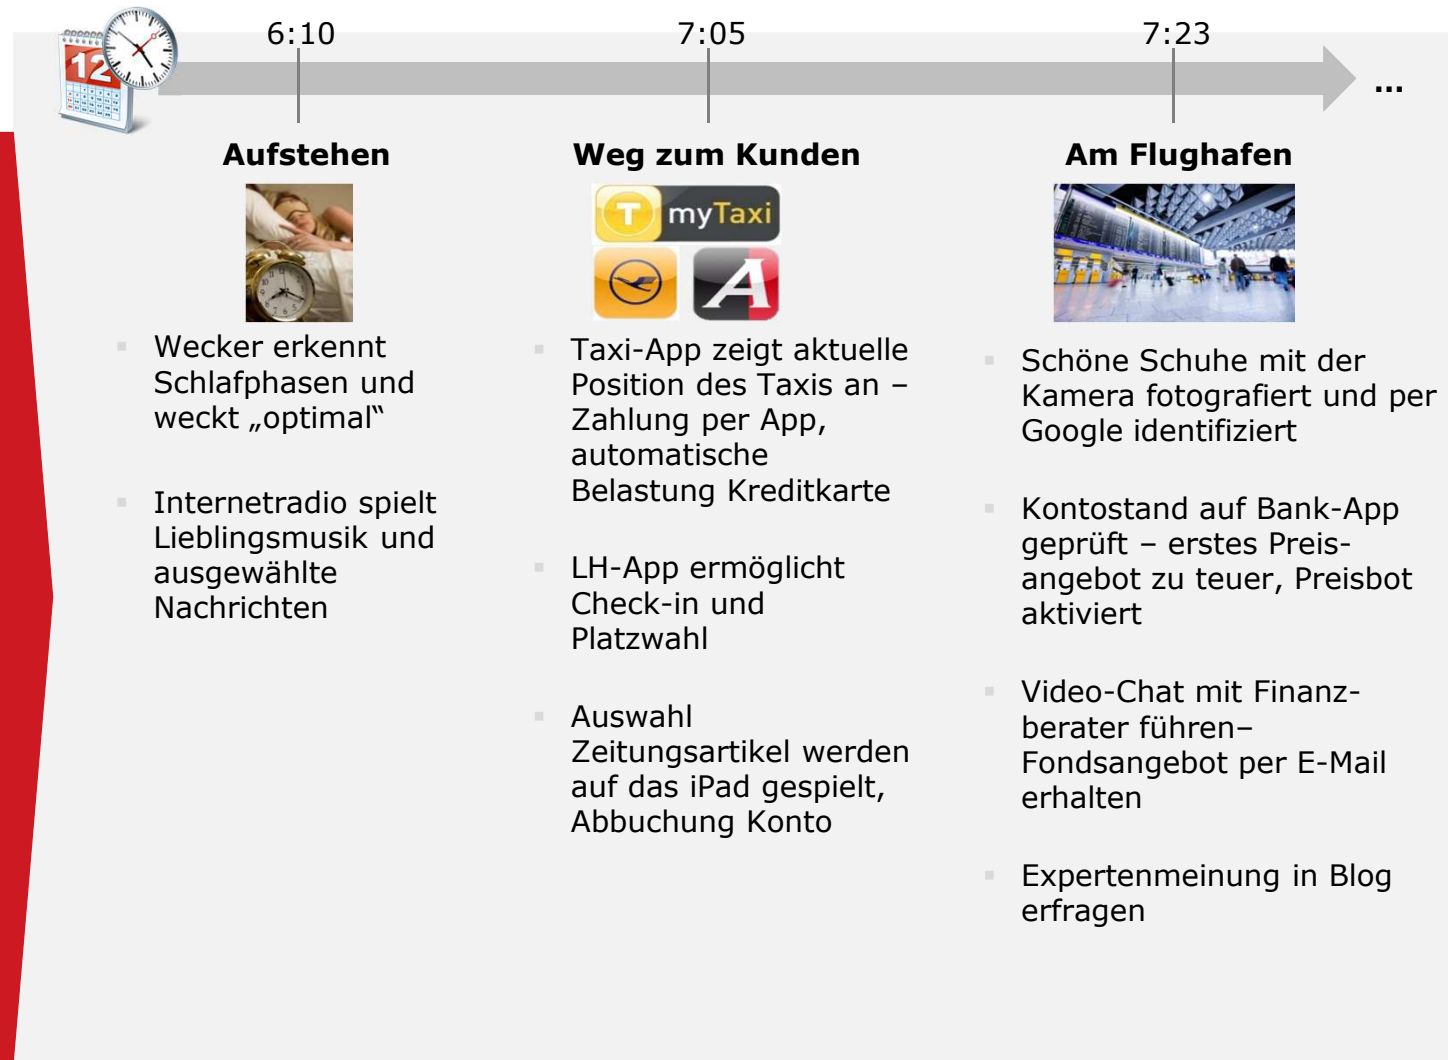 6:10
7:05
7:23
12
...
Aufstehen
Weg zum Kunden
Am Flughafen
T myTaxi
A
Wecker erkennt
Schlafphasen und
weckt „optimal“
Internetradio spielt
Lieblingsmusik und
ausgewählte
Nachrichten
Taxi-App zeigt aktuelle
Position des Taxis an –
Zahlung per App,
automatische
Belastung Kreditkarte
LH-App ermöglicht
Check-in und
Platzwahl
Auswahl
Zeitungsartikel werden
auf das iPad gespielt,
Abbuchung Konto
Schöne Schuhe mit der
Kamera fotografiert und per
Google identifiziert
Kontostand auf Bank-App
geprüft – erstes Preis-
angebot zu teuer, Preisbot
aktiviert
Video-Chat mit Finanz-
berater führen–
Fondsangebot per E-Mail
erhalten
Expertenmeinung in Blog
erfragen